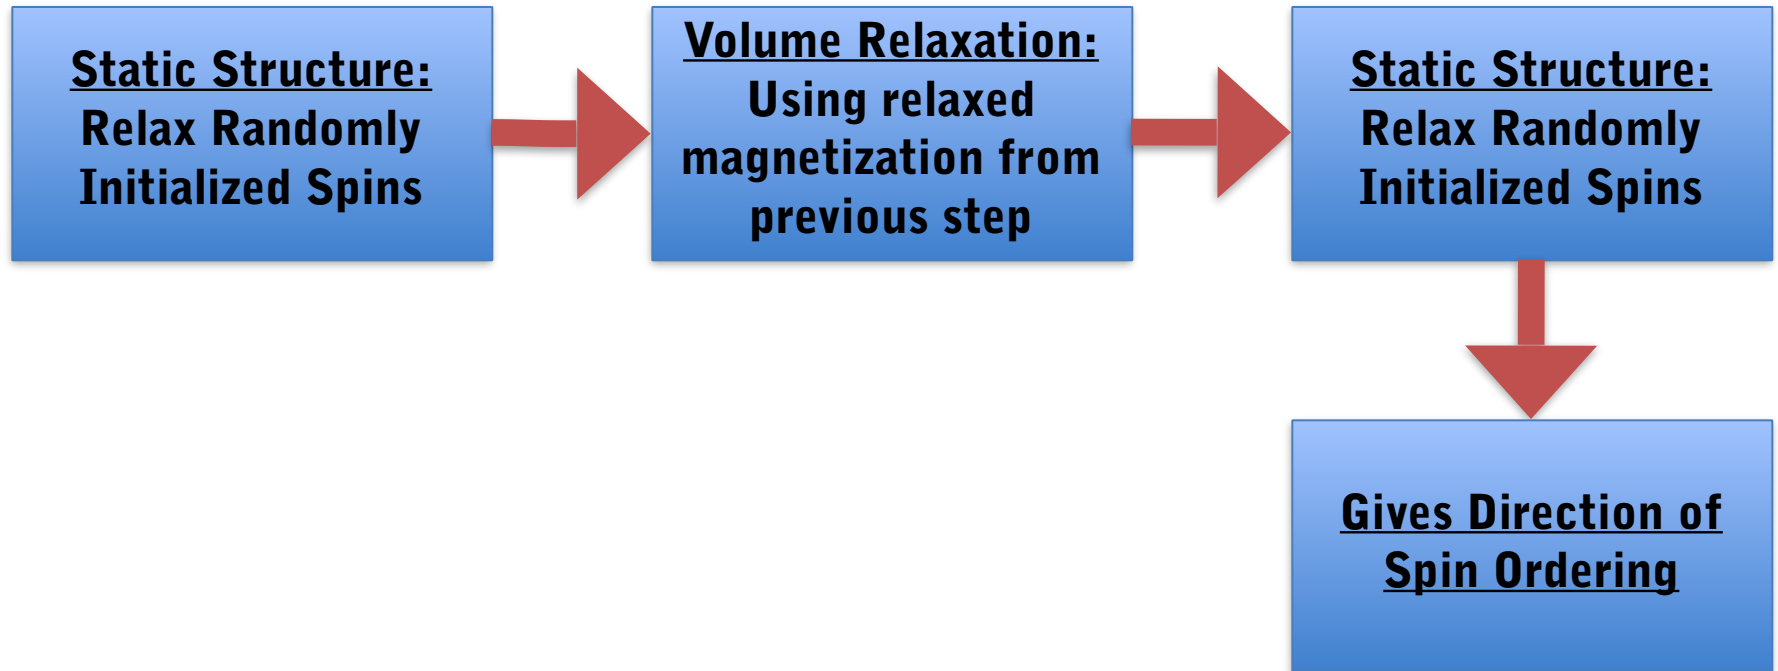 Static Structure:
Relax Randomly
Initialized Spins
Volume Relaxation:
Using relaxed
magnetization from
previous step
Static Structure:
Relax Randomly
Initialized Spins
Gives Direction of
Spin Ordering